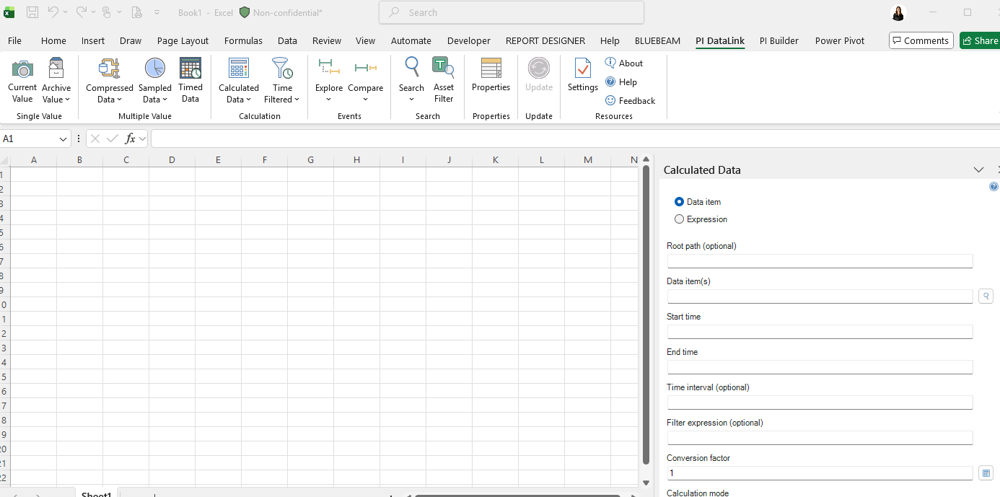 Book1 - Excel Non-confidential* Search
File Home Insert Draw Page Layout Formulas Data Review View Automate Developer REPORT DESIGNER Help BLUEBEAM PI DataLink PI Builder Power Pivot Comments Share
Current Value
Archive Value
Single Value
Compressed Data
Sampled Data
Timed Data
Multiple Value
Calculated Data
Time Filtered
Calculation
Explore
Compare
Events
Search
Asset Filter
Search
Properties
Properties
Update
Update
Settings
About
Help
Feedback
Resources
A1 fx
A B C D E F G H I J K L M N
1
2
3
4
5
6
7
8
9
0
1
2
3
4
5
6
7
8
9
20
21
22
Sheet1
Calculated Data
Data item
Expression
Root path (optional)
Data item(s)
Start time
End time
Time interval (optional)
Filter expression (optional)
Conversion factor
1
Calculation mode